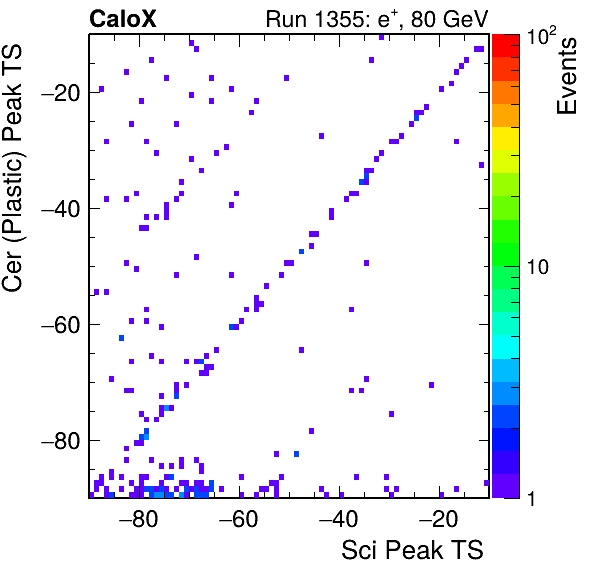 CaloX Run 1355: e⁺, 80 GeV
Cer (Plastic) Peak TS
−20
−40
−60
−80
−80 −60 −40 −20
Sci Peak TS
10²
10
1
Events